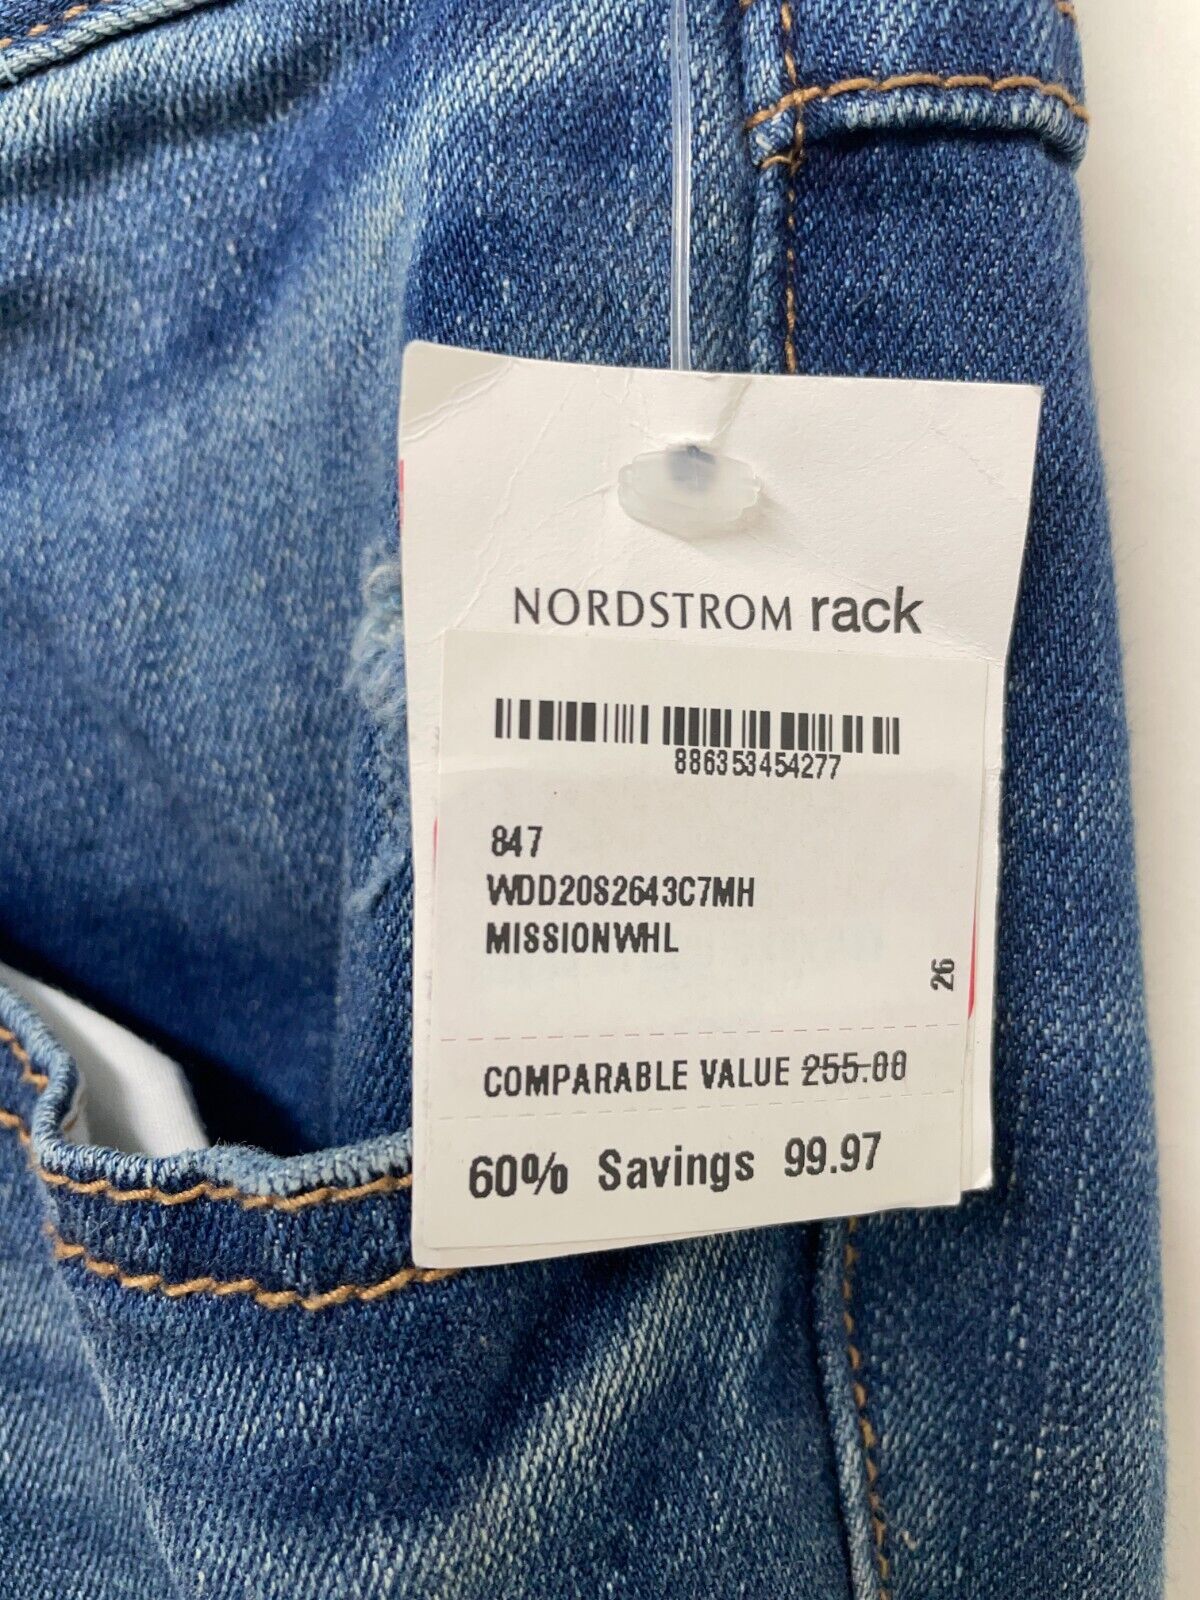 NORDSTROM rack
886353454277
847
WDD20S2643C7MH
MISSIONWHL
26
COMPARABLE VALUE 255.00
60% Savings 99.97